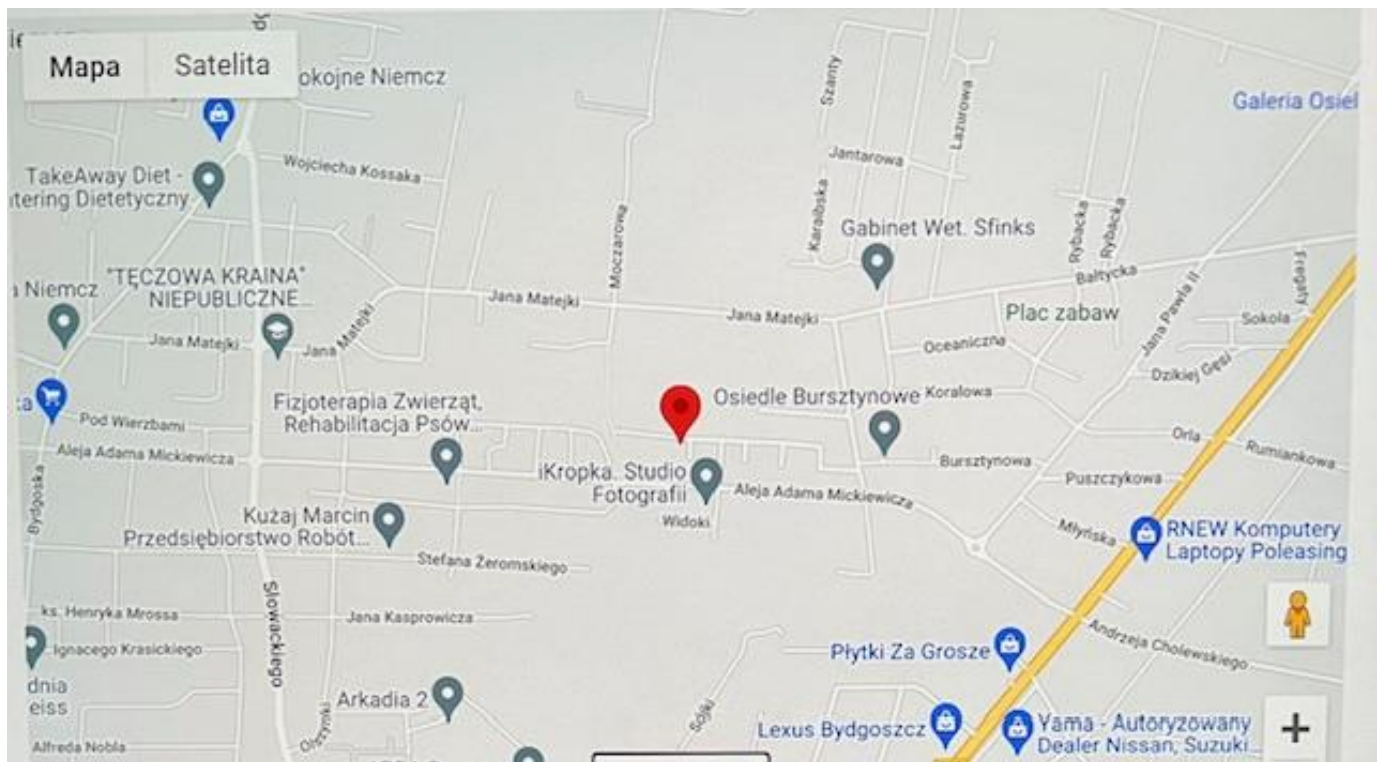 Mapa
Satelita
okojne Niemcz
Galeria Osiel
Szanty
Lazurowa
Wojciecha Kossaka
Jantarowa
TakeAway Diet -
tering Dietetyczny
Karaibska
Moczarowa
Rybacka
Rybacka
Gabinet Wet. Sfinks
Bałtycka
Fregaty
"TĘCZOWA KRAINA"
NIEPUBLICZNE...
Niemcz
Jana Matejki
Jana Matejki
Jana Matejki
Jana Matejki
Plac zabaw
Jana Pawła II
Sokola
Oceaniczna
Dzikiej Gęsi
Fizjoterapia Zwierząt,
Rehabilitacja Psów...
Osiedle Bursztynowe
Koralowa
Pod Wierzbami
Aleja Adama Mickiewicza
Orla
Rumiankowa
Bydgoska
iKropka. Studio
Fotografii
Bursztynowa
Puszczykowa
Aleja Adama Mickiewicza
Widoki
Kużaj Marcin
Przedsiębiorstwo Robót...
Młyńska
RNEW Komputery
Laptopy Poleasing
Stefana Żeromskiego
Słowackiego
ks. Henryka Mrossa
Jana Kasprowicza
Ignacego Krasickiego
Andrzeja Cholewskiego
Płytki Za Grosze
dnia
eiss
Arkadia 2
Sójki
Lexus Bydgoszcz
Yama - Autoryzowany
Dealer Nissan, Suzuki...
Alfreda Nobla
+